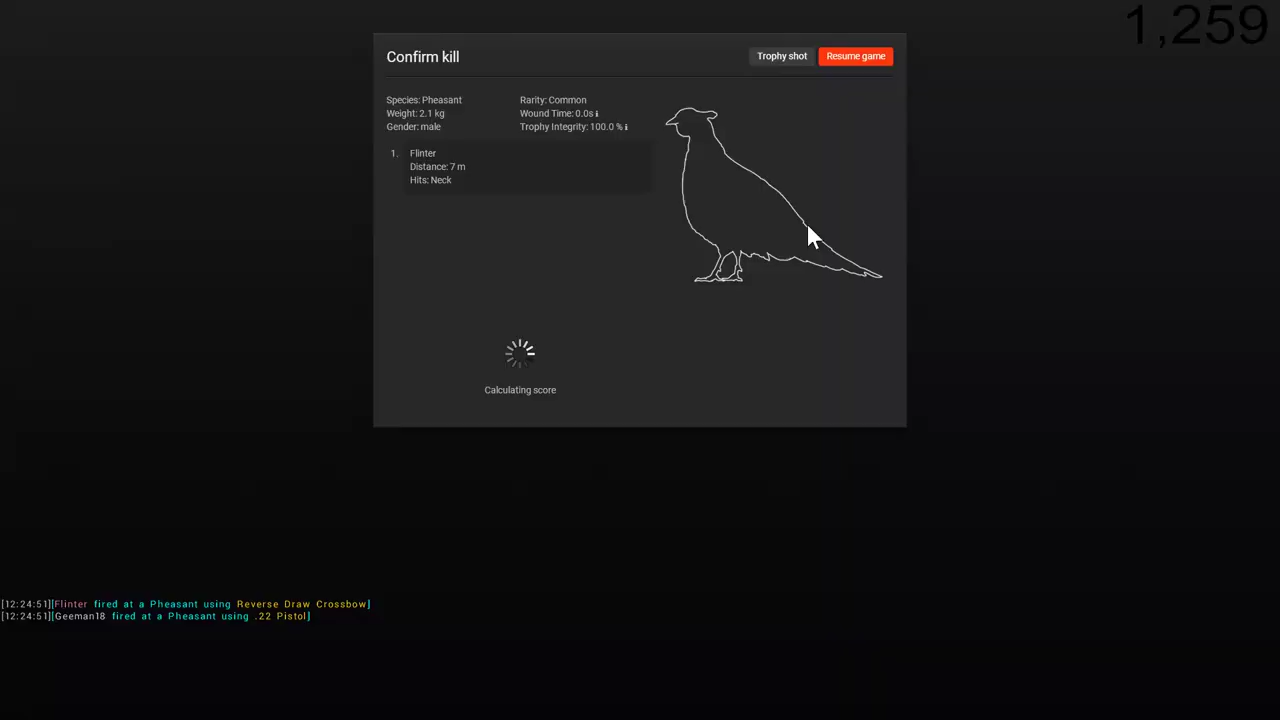 1,259
Confirm kill
Trophy shot
Resume game
Species: Pheasant
Rarity: Common
Weight: 2.1 kg
Wound Time: 0.0s i
Gender: male
Trophy Integrity: 100.0 % i
1. Flinter
Distance: 7 m
Hits: Neck
Calculating score
[12:24:51][Flinter fired at a Pheasant using Reverse Draw Crossbow]
[12:24:51][Geeman18 fired at a Pheasant using .22 Pistol]